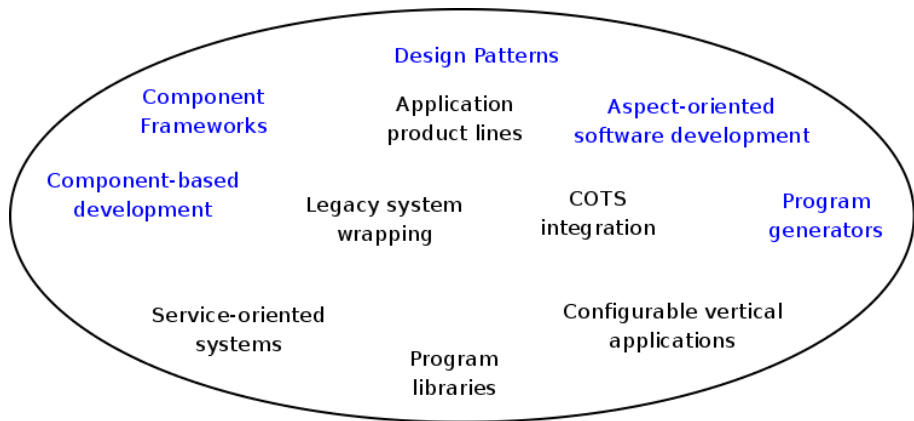 Design Patterns
Component
Frameworks
Application
product lines
Aspect-oriented
software development
Component-based
development
Legacy system
wrapping
COTS
integration
Program
generators
Service-oriented
systems
Configurable vertical
applications
Program
libraries